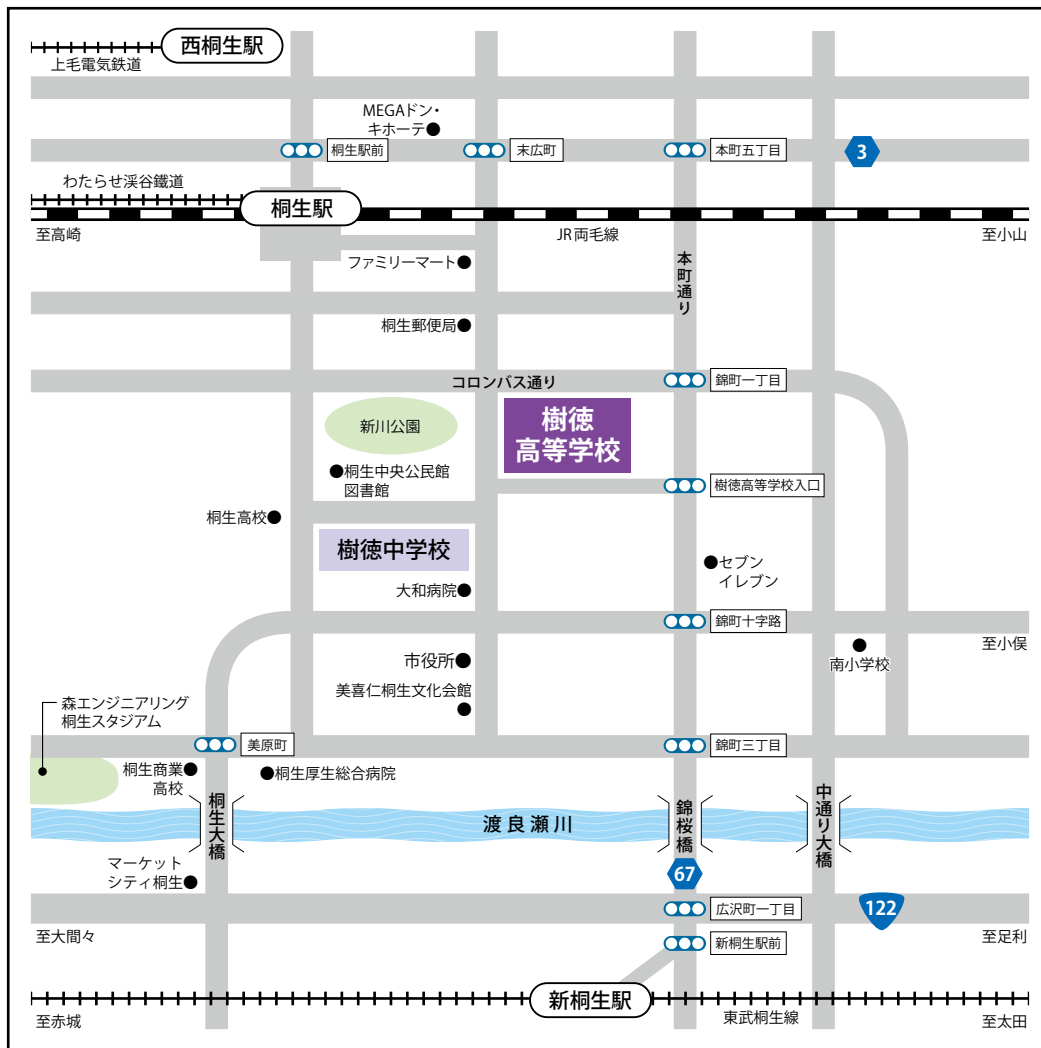 西桐生駅
上毛電気鉄道
MEGAドン・
キホーテ
桐生駅前
末広町
本町五丁目
3
わたらせ渓谷鐵道
桐生駅
至高崎
JR両毛線
至小山
本町通り
ファミリーマート
桐生郵便局
コロンバス通り
錦町一丁目
新川公園
樹徳
高等学校
桐生中央公民館
図書館
樹徳高等学校入口
桐生高校
樹徳中学校
セブン
イレブン
大和病院
錦町十字路
至小俣
市役所
南小学校
美喜仁桐生文化会館
森エンジニアリング
桐生スタジアム
美原町
錦町三丁目
桐生商業
高校
桐生厚生総合病院
桐生大橋
渡良瀬川
錦桜橋
中通り大橋
マーケット
シティ桐生
67
広沢町一丁目
122
至大間々
新桐生駅前
至足利
新桐生駅
至赤城
東武桐生線
至太田